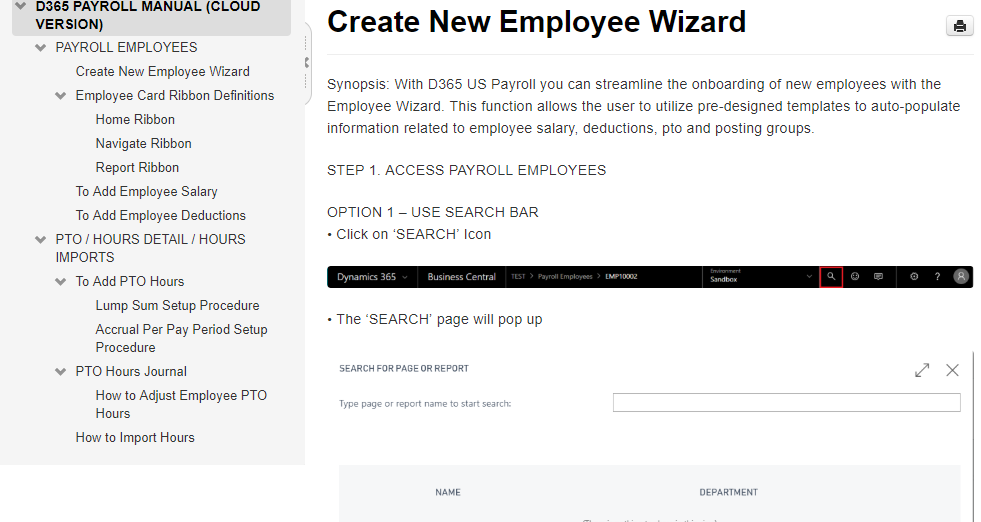 D365 PAYROLL MANUAL (CLOUD
VERSION)
PAYROLL EMPLOYEES
Create New Employee Wizard
Employee Card Ribbon Definitions
Home Ribbon
Navigate Ribbon
Report Ribbon
To Add Employee Salary
To Add Employee Deductions
PTO / HOURS DETAIL / HOURS
IMPORTS
To Add PTO Hours
Lump Sum Setup Procedure
Accrual Per Pay Period Setup
Procedure
PTO Hours Journal
How to Adjust Employee PTO
Hours
How to Import Hours
Create New Employee Wizard
Synopsis: With D365 US Payroll you can streamline the onboarding of new employees with the
Employee Wizard. This function allows the user to utilize pre-designed templates to auto-populate
information related to employee salary, deductions, pto and posting groups.
STEP 1. ACCESS PAYROLL EMPLOYEES
OPTION 1 – USE SEARCH BAR
• Click on ‘SEARCH’ Icon
Dynamics 365 Business Central TEST > Payroll Employees > EMP10002 Environment
Sandbox ?
• The ‘SEARCH’ page will pop up
SEARCH FOR PAGE OR REPORT
Type page or report name to start search:
NAME DEPARTMENT